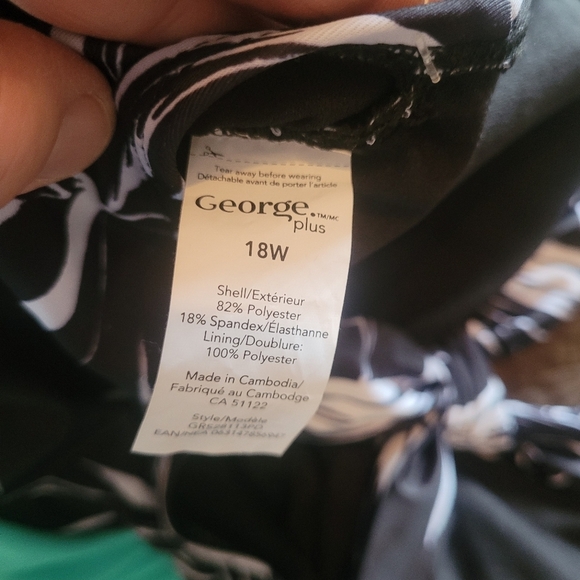 Tear away before wearing
Détachable avant de porter l'article
George.TM/MC
plus
18W
Shell/Extérieur
82% Polyester
18% Spandex/Élasthanne
Lining/Doublure:
100% Polyester
Made in Cambodia/
Fabriqué au Cambodge
CA 51122
Style/Modèle